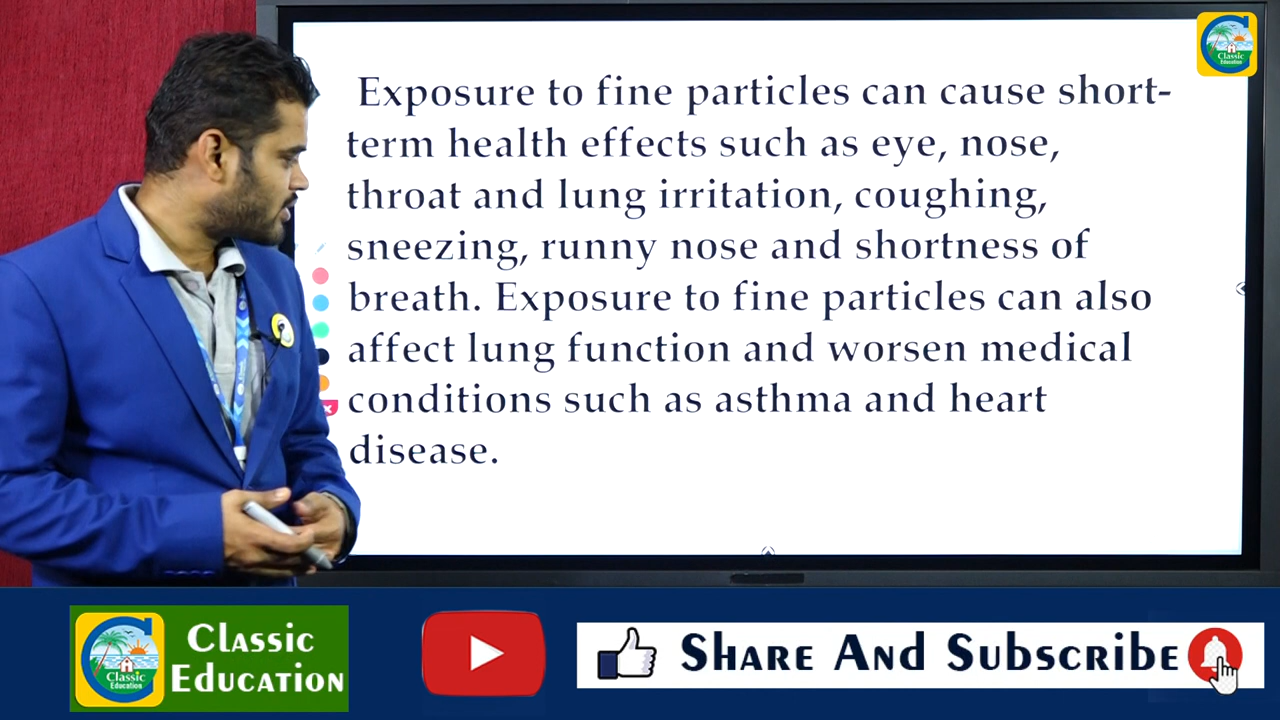 Exposure to fine particles can cause short-
term health effects such as eye, nose,
throat and lung irritation, coughing,
sneezing, runny nose and shortness of
breath. Exposure to fine particles can also
affect lung function and worsen medical
conditions such as asthma and heart
disease.
Classic
Education
Classic
Education
Classic
Education
Share And Subscribe